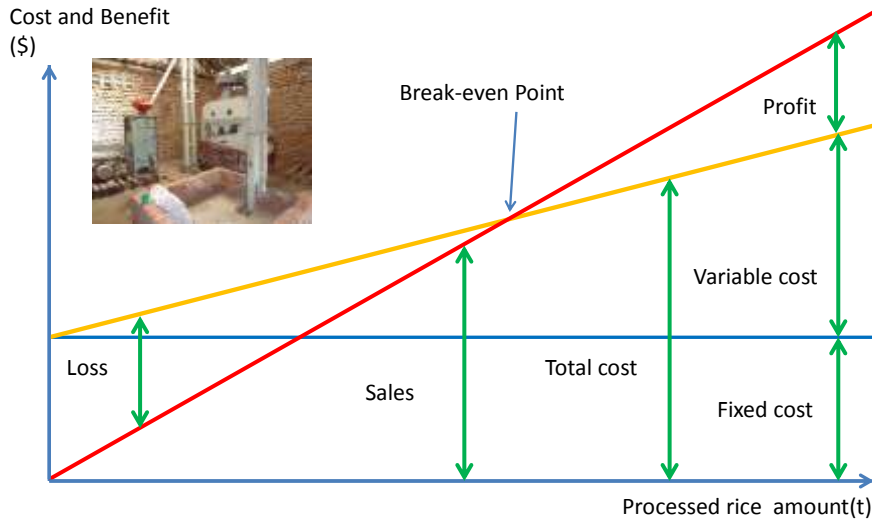 Cost and Benefit
($)
Break-even Point
Profit
Variable cost
Loss
Total cost
Sales
Fixed cost
Processed rice  amount(t)